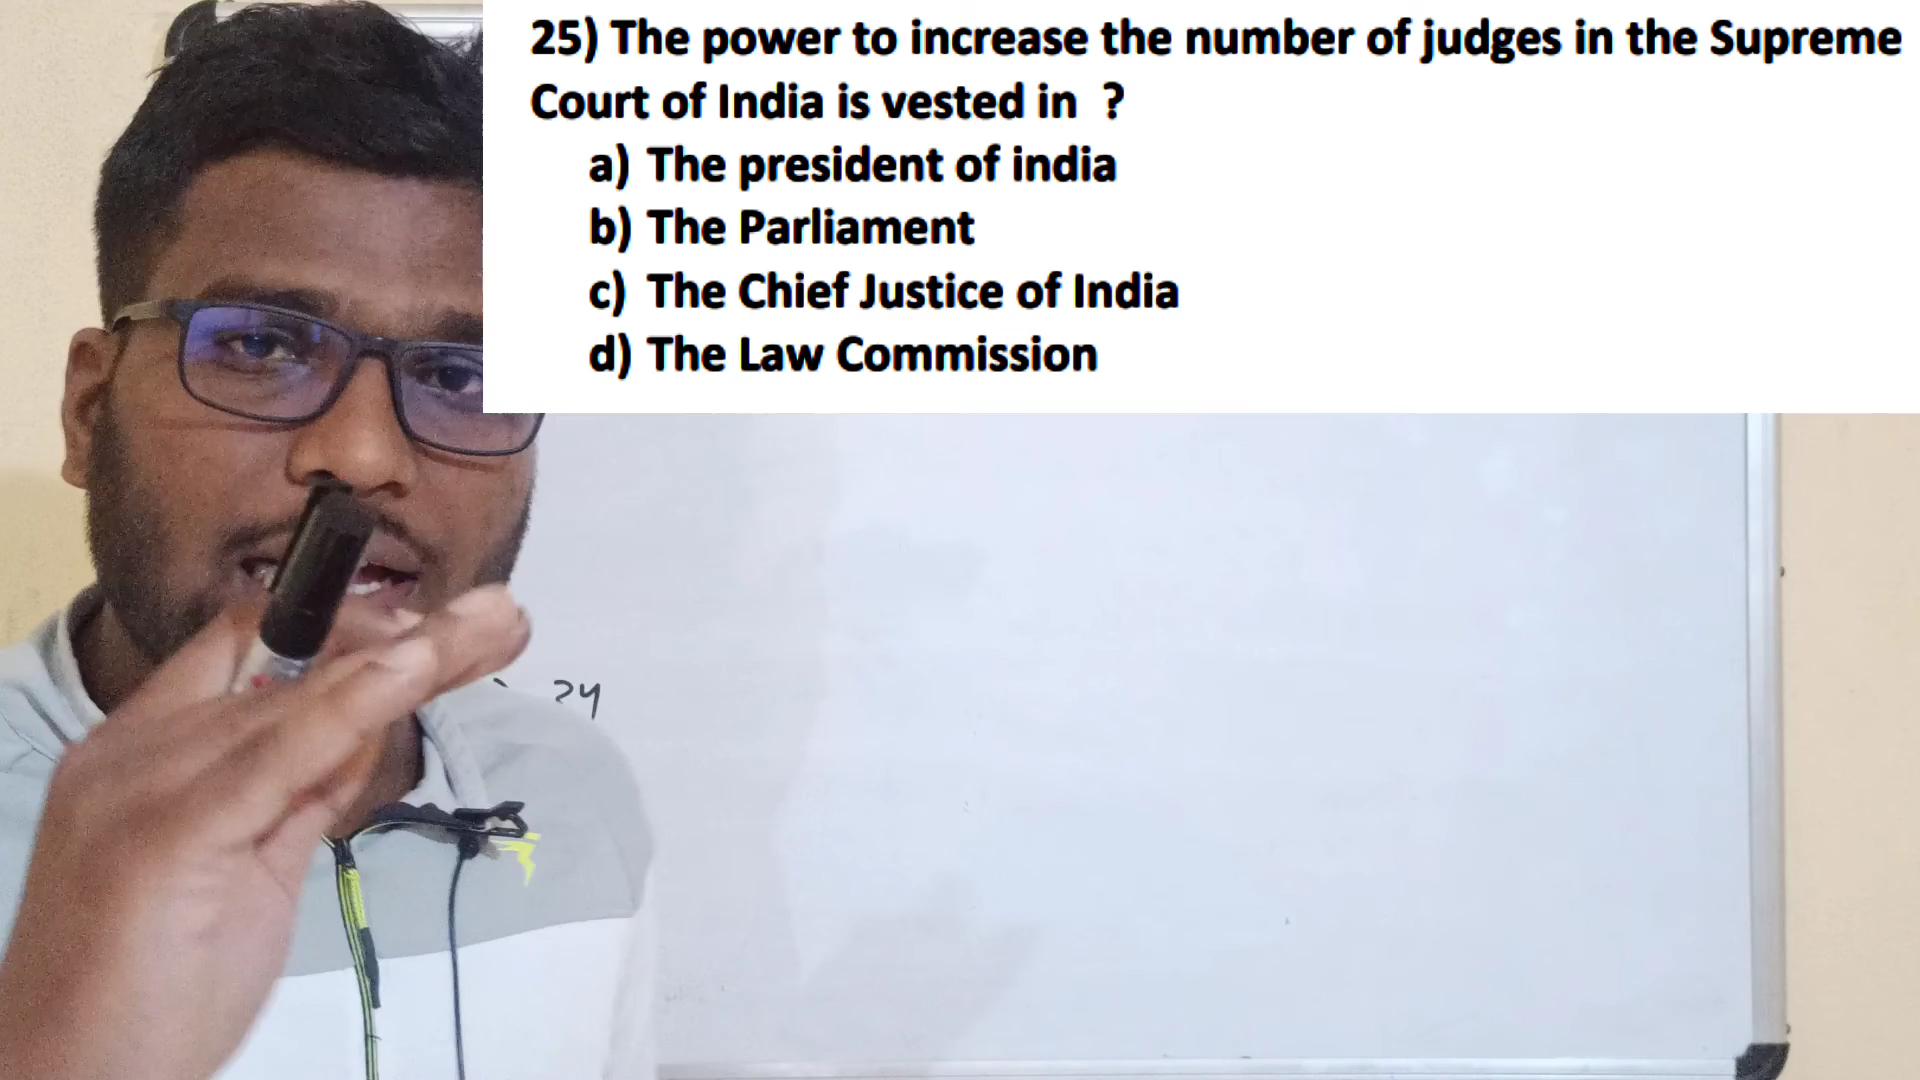 25) The power to increase the number of judges in the Supreme
Court of India is vested in  ?
a) The president of india
b) The Parliament
c) The Chief Justice of India
d) The Law Commission
24